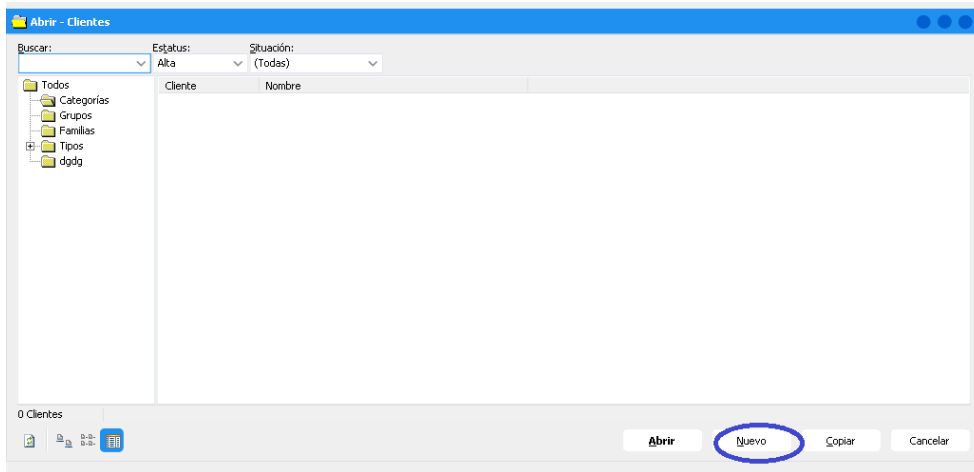 Abrir - Clientes
Buscar: Estatus: Situación:
Alta (Todas)
Todos
Categorías
Grupos
Familias
Tipos
dgdg
Cliente Nombre
0 Clientes
Abrir Nuevo Copiar Cancelar